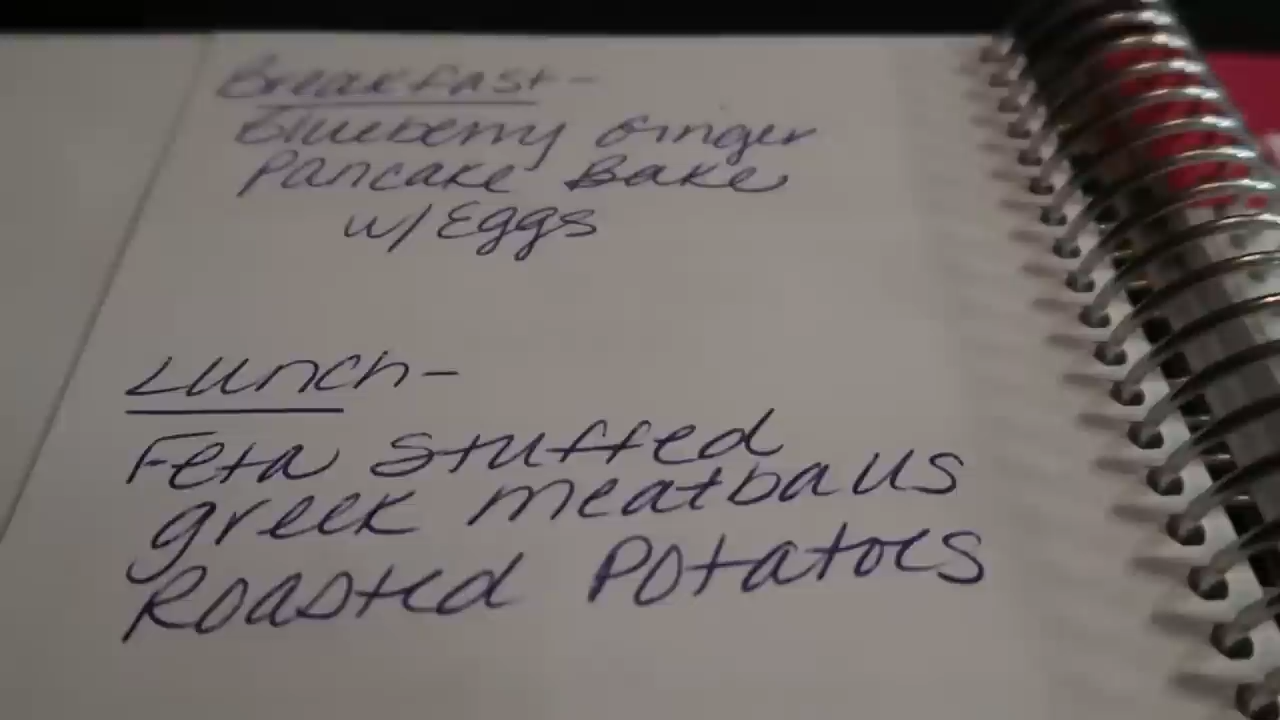 Breakfast-
Blueberry Ginger
Pancake Bake
w/ Eggs
Lunch-
Feta Stuffed
greek meatballs
Roasted Potatoes